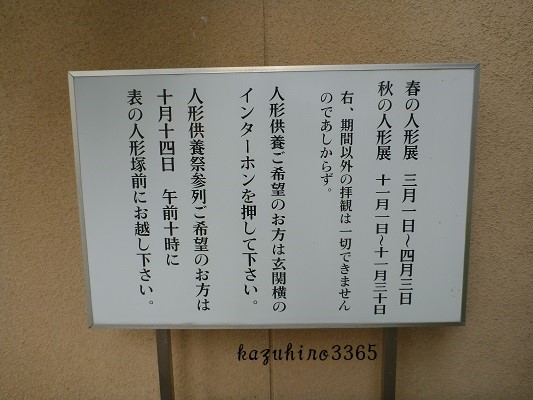 春の人形展　三月一日～四月三日
秋の人形展　十一月一日～十一月三十日
右、期間以外の拝観は一切できません
のであしからず。
人形供養ご希望のお方は玄関横の
インターホンを押して下さい。
人形供養祭参列ご希望のお方は
十月十四日　午前十時に
表の人形塚前にお越し下さい。
kazuhiro3365